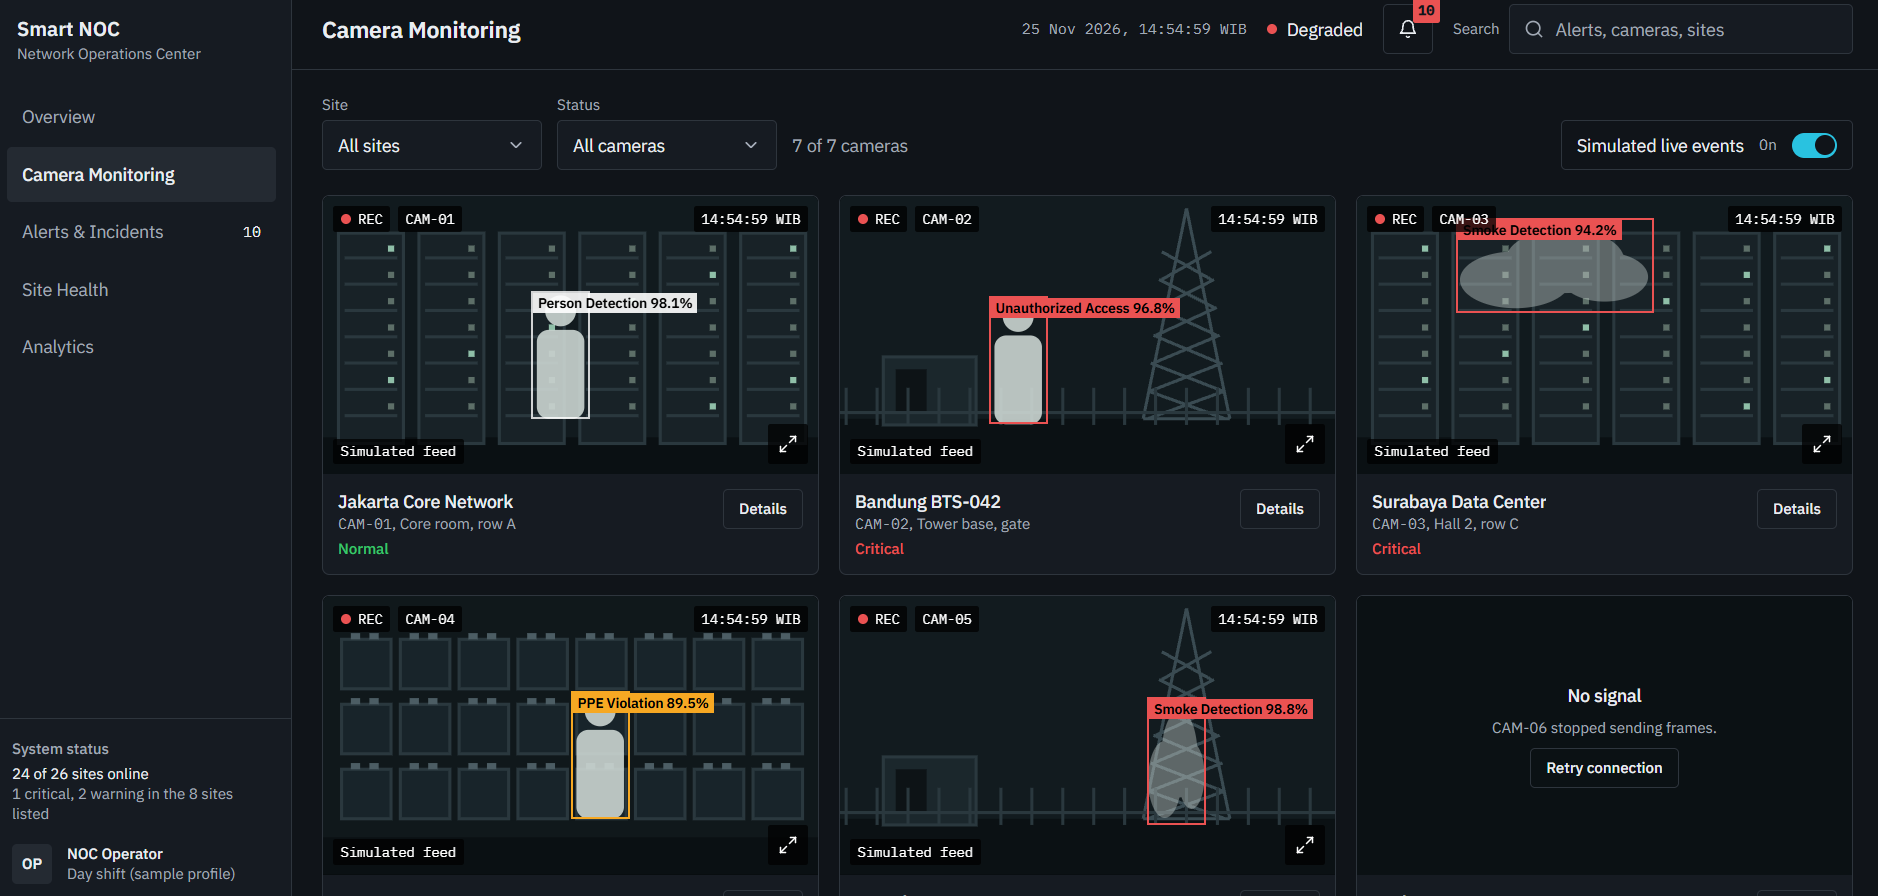 Smart NOC
Network Operations Center
Overview
Camera Monitoring
Alerts & Incidents 10
Site Health
Analytics
System status
24 of 26 sites online
1 critical, 2 warning in the 8 sites
listed
OP
NOC Operator
Day shift (sample profile)
Camera Monitoring
25 Nov 2026, 14:54:59 WIB
Degraded
10
Search
Alerts, cameras, sites
Site
All sites
Status
All cameras
7 of 7 cameras
Simulated live events On
REC CAM-01 14:54:59 WIB
Person Detection 98.1%
Simulated feed
Jakarta Core Network
CAM-01, Core room, row A
Normal
Details
REC CAM-02 14:54:59 WIB
Unauthorized Access 96.8%
Simulated feed
Bandung BTS-042
CAM-02, Tower base, gate
Critical
Details
REC CAM-03 14:54:59 WIB
Smoke Detection 94.2%
Simulated feed
Surabaya Data Center
CAM-03, Hall 2, row C
Critical
Details
REC CAM-04 14:54:59 WIB
PPE Violation 89.5%
Simulated feed
REC CAM-05 14:54:59 WIB
Smoke Detection 98.8%
Simulated feed
No signal
CAM-06 stopped sending frames.
Retry connection